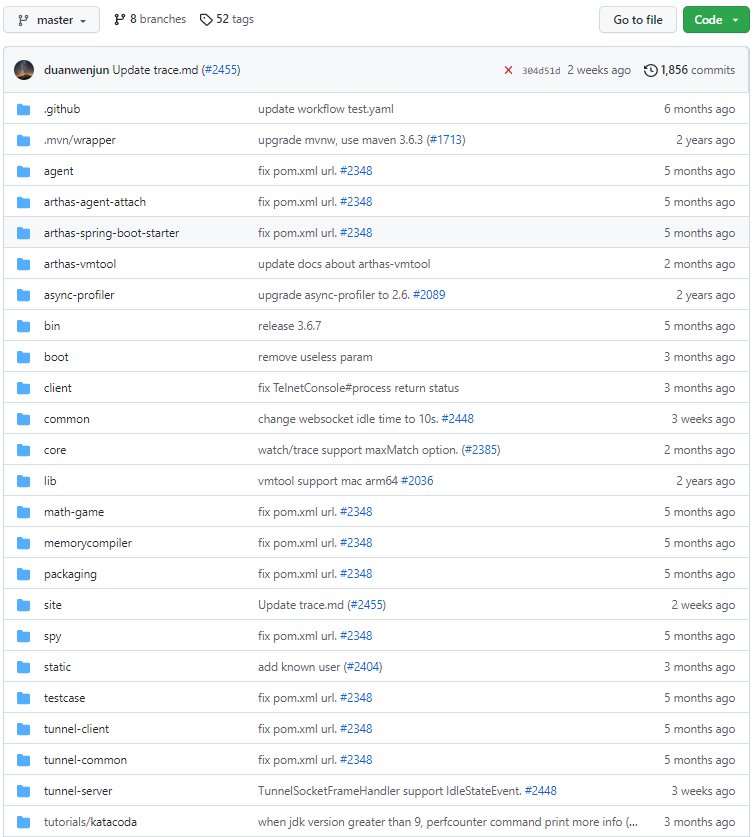 master 8 branches 52 tags Go to file Code
duanwenjun Update trace.md (#2455) 304d51d 2 weeks ago 1,856 commits
.github update workflow test.yaml 6 months ago
.mvn/wrapper upgrade mvnw, use maven 3.6.3 (#1713) 2 years ago
agent fix pom.xml url. #2348 5 months ago
arthas-agent-attach fix pom.xml url. #2348 5 months ago
arthas-spring-boot-starter fix pom.xml url. #2348 5 months ago
arthas-vmtool update docs about arthas-vmtool 2 months ago
async-profiler upgrade async-profiler to 2.6. #2089 2 years ago
bin release 3.6.7 5 months ago
boot remove useless param 3 months ago
client fix TelnetConsole#process return status 3 months ago
common change websocket idle time to 10s. #2448 3 weeks ago
core watch/trace support maxMatch option. (#2385) 2 months ago
lib vmtool support mac arm64 #2036 2 years ago
math-game fix pom.xml url. #2348 5 months ago
memorycompiler fix pom.xml url. #2348 5 months ago
packaging fix pom.xml url. #2348 5 months ago
site Update trace.md (#2455) 2 weeks ago
spy fix pom.xml url. #2348 5 months ago
static add known user (#2404) 3 months ago
testcase fix pom.xml url. #2348 5 months ago
tunnel-client fix pom.xml url. #2348 5 months ago
tunnel-common fix pom.xml url. #2348 5 months ago
tunnel-server TunnelSocketFrameHandler support IdleStateEvent. #2448 3 weeks ago
tutorials/katacoda when jdk version greater than 9, perfcounter command print more info (... 3 months ago